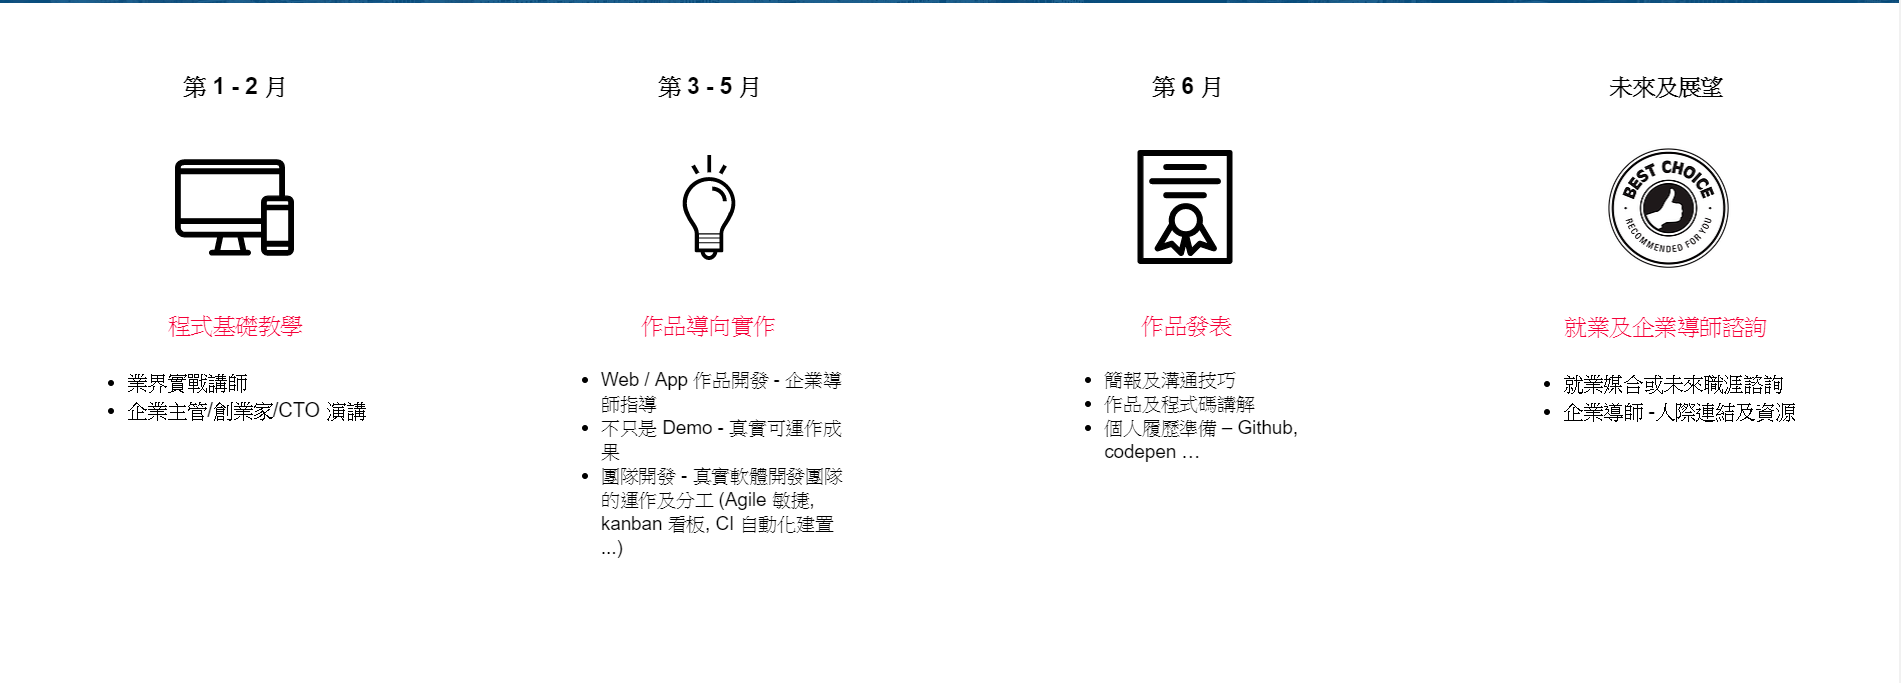 第 1 - 2 月
程式基礎教學
業界實戰講師
企業主管/創業家/CTO 演講
第 3 - 5 月
作品導向實作
Web / App 作品開發 - 企業導
師指導
不只是 Demo - 真實可運作成
果
團隊開發 - 真實軟體開發團隊
的運作及分工 (Agile 敏捷,
kanban 看板, CI 自動化建置
...)
第 6 月
作品發表
簡報及溝通技巧
作品及程式碼講解
個人履歷準備 – Github,
codepen …
未來及展望
BEST CHOICE
RECOMMENDED FOR YOU
就業及企業導師諮詢
就業媒合或未來職涯諮詢
企業導師 -人際連結及資源